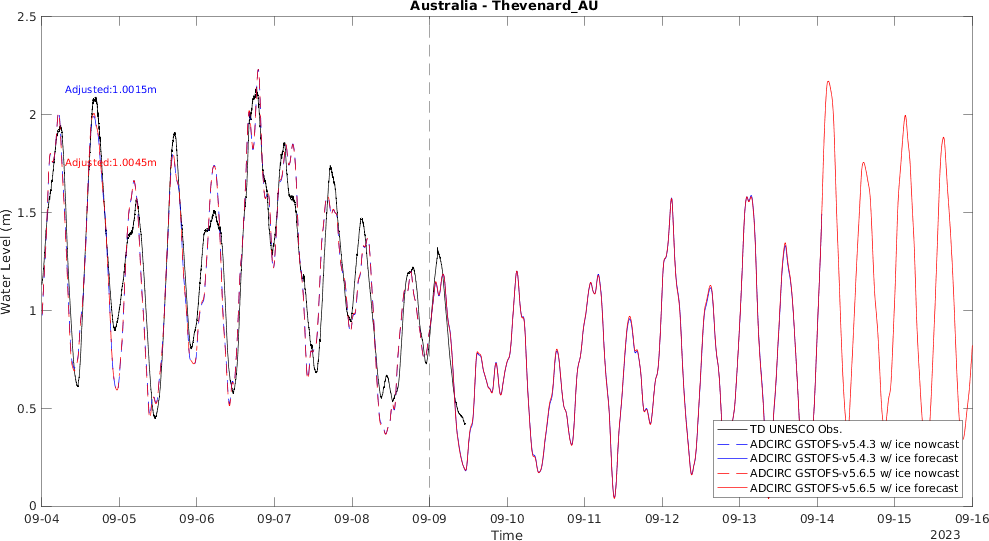 Australia - Thevenard_AU
Water Level (m)
2.5
2
1.5
1
0.5
0
Adjusted:1.0015m
Adjusted:1.0045m
TD UNESCO Obs.
ADCIRC GSTOFS-v5.4.3 w/ ice nowcast
ADCIRC GSTOFS-v5.4.3 w/ ice forecast
ADCIRC GSTOFS-v5.6.5 w/ ice nowcast
ADCIRC GSTOFS-v5.6.5 w/ ice forecast
09-04 09-05 09-06 09-07 09-08 09-09 09-10 09-11 09-12 09-13 09-14 09-15 09-16
Time
2023